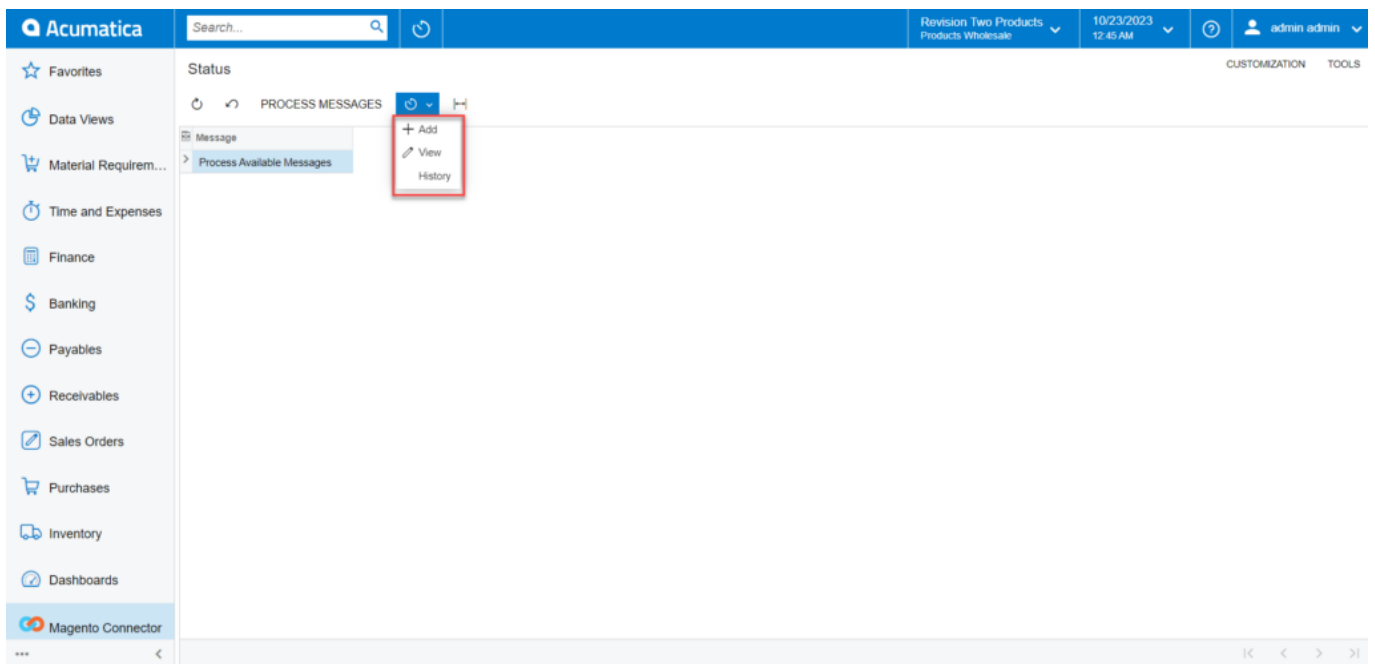 Acumatica
Search...
Revision Two Products
Products Wholesale
10/23/2023
12:45 AM
admin admin
Favorites
Data Views
Material Requirem...
Time and Expenses
Finance
Banking
Payables
Receivables
Sales Orders
Purchases
Inventory
Dashboards
Magento Connector
Status
CUSTOMIZATION TOOLS
PROCESS MESSAGES
Message
Process Available Messages
Add
View
History